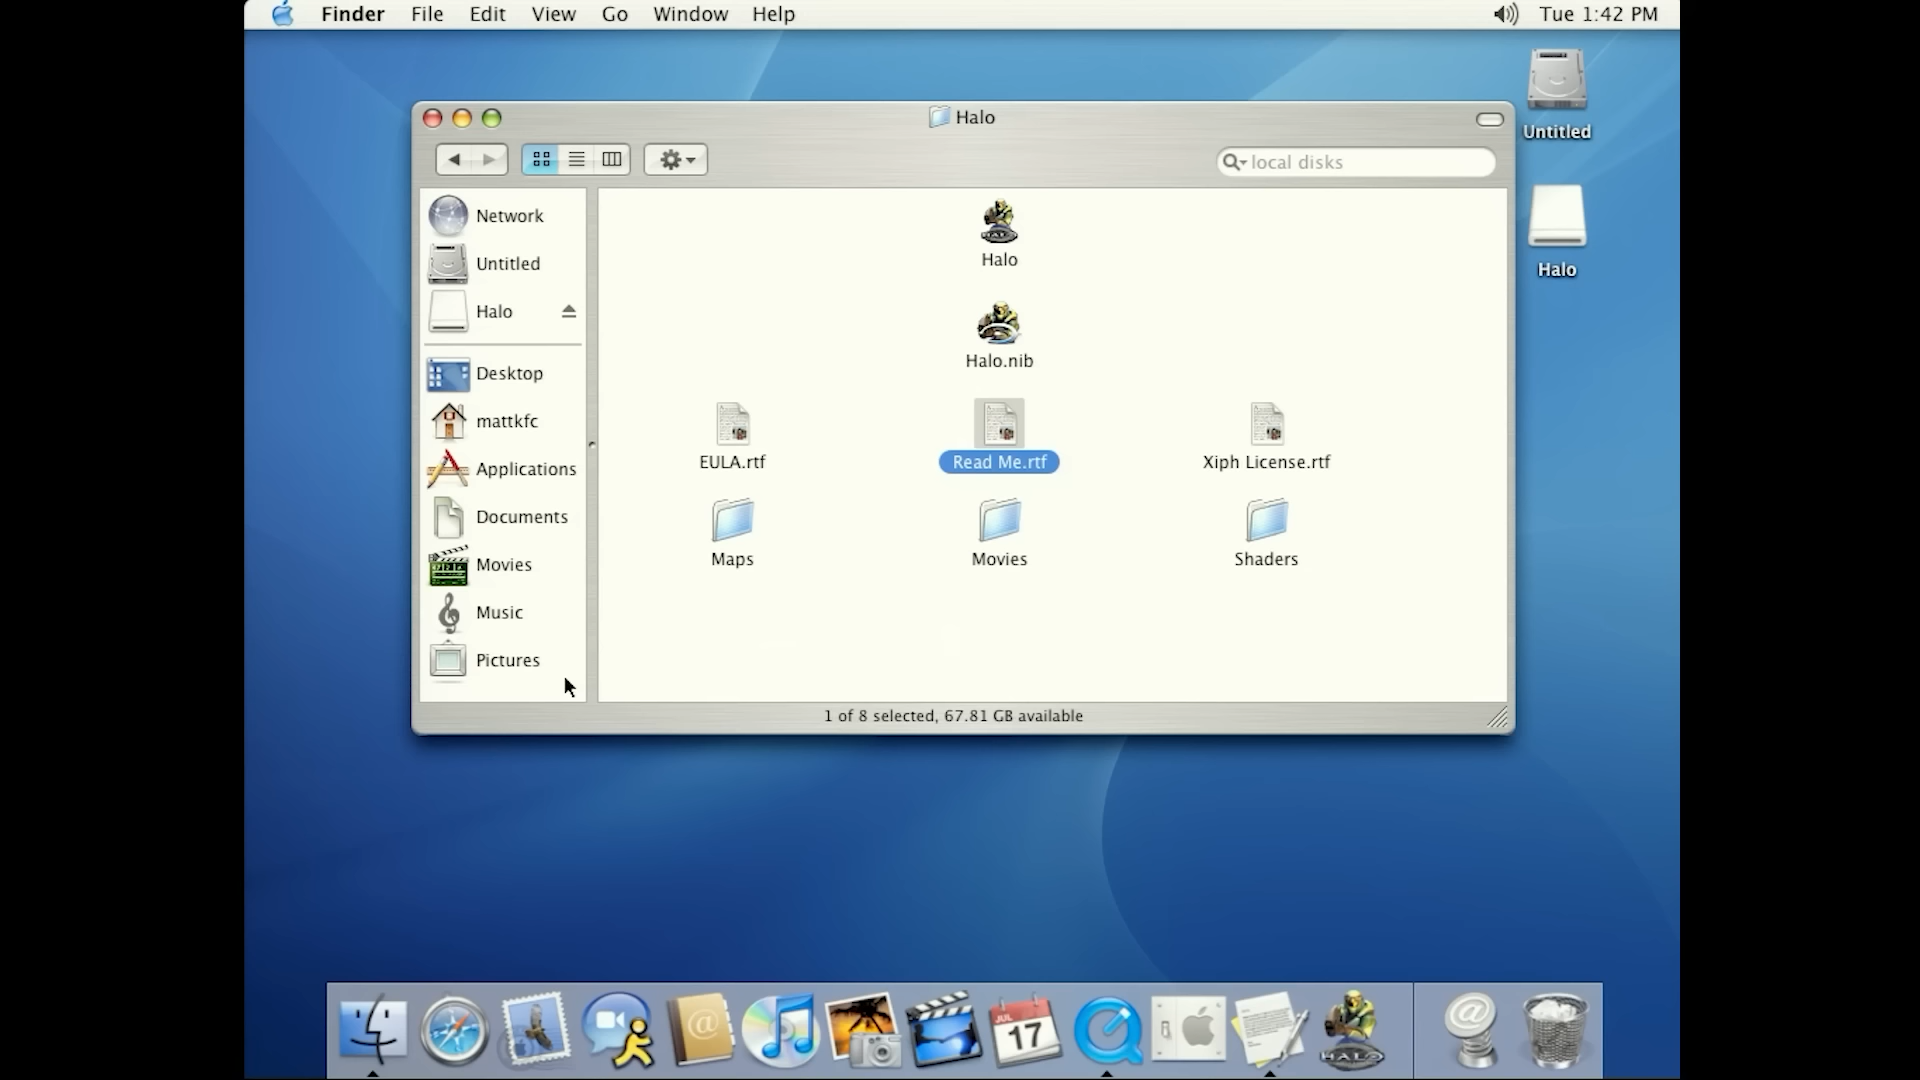 Finder File Edit View Go Window Help Tue 1:42 PM
Halo
local disks
Untitled
Halo
Network
Untitled
Halo
Desktop
mattkfc
Applications
Documents
Movies
Music
Pictures
Halo
Halo.nib
EULA.rtf Read Me.rtf Xiph License.rtf
Maps Movies Shaders
1 of 8 selected, 67.81 GB available
JUL
17
HALO